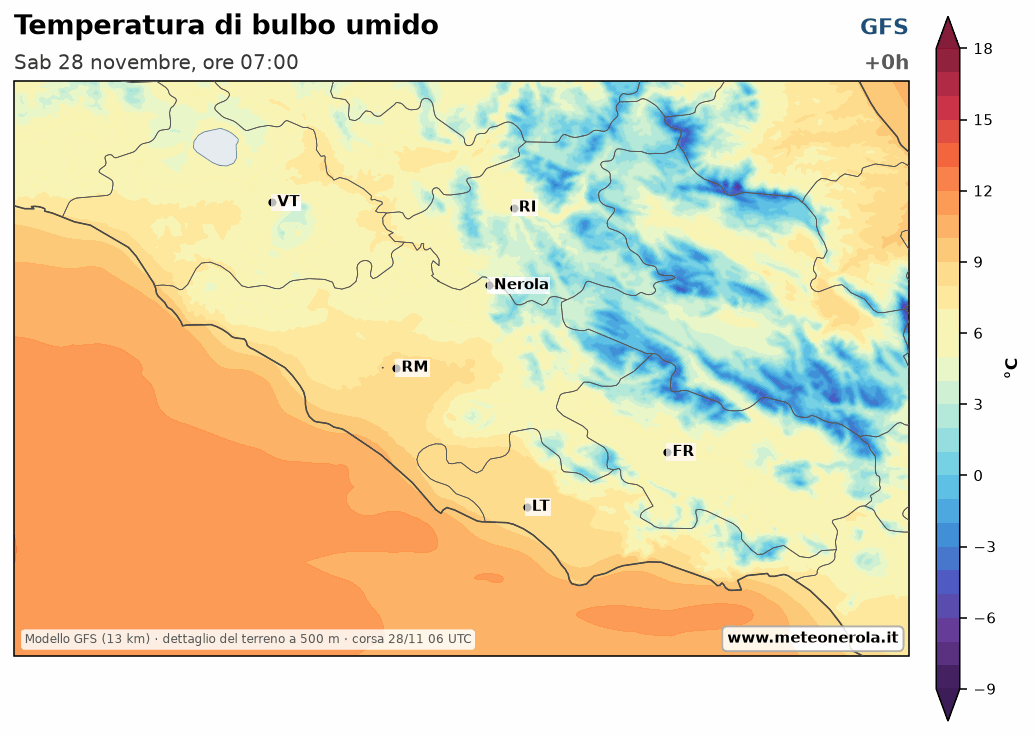 Temperatura di bulbo umido
GFS
Sab 28 novembre, ore 07:00
+0h
VT
RI
Nerola
RM
FR
LT
Modello GFS (13 km) · dettaglio del terreno a 500 m · corsa 28/11 06 UTC
www.meteonerola.it
18
15
12
9
6
3
0
−3
−6
−9
°C